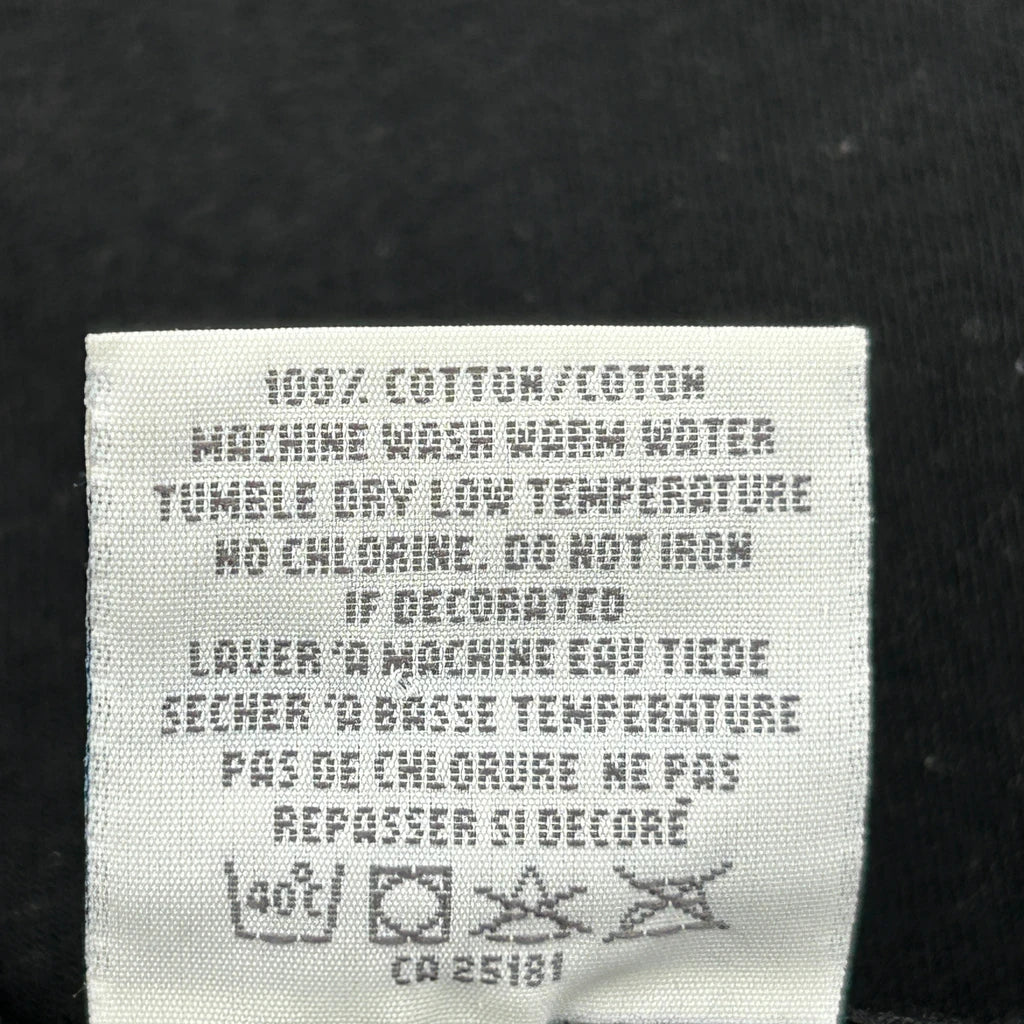 100% COTTON/COTON
MACHINE WASH WARM WATER
TUMBLE DRY LOW TEMPERATURE
NO CHLORINE. DO NOT IRON
IF DECORATED
LAVER 'A MACHINE EAU TIEDE
SECHER 'A BASSE TEMPERATURE
PAS DE CHLORURE NE PAS
REPASSER SI DECORÉ
40°C
CA 25181